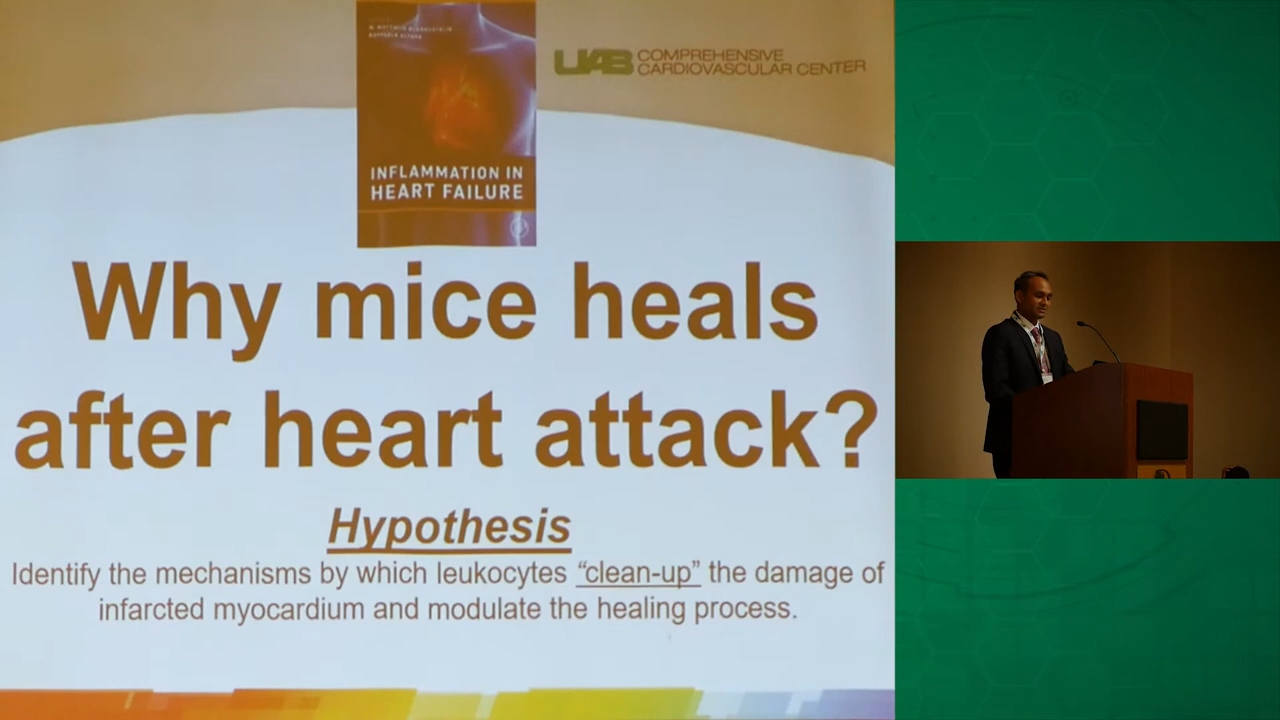 UAB COMPREHENSIVE
CARDIOVASCULAR CENTER
INFLAMMATION IN
HEART FAILURE
Why mice heals
after heart attack?
Hypothesis
Identify the mechanisms by which leukocytes “clean-up” the damage of
infarcted myocardium and modulate the healing process.